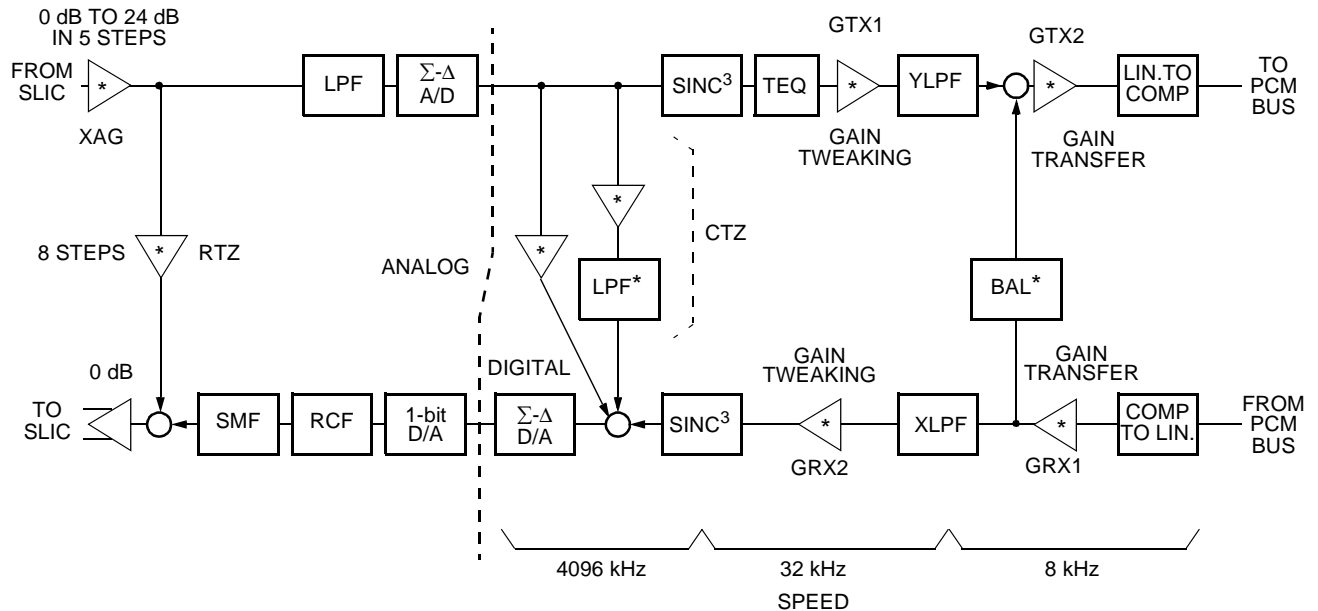 0 dB TO 24 dB
IN 5 STEPS
FROM
SLIC
*
XAG
LPF
Σ-Δ
A/D
SINC³
TEQ
GTX1
*
GAIN
TWEAKING
YLPF
GTX2
*
GAIN
TRANSFER
LIN.TO
COMP
TO
PCM
BUS
8 STEPS
*
RTZ
ANALOG
*
*
LPF*
CTZ
BAL*
0 dB
TO
SLIC
SMF
RCF
1-bit
D/A
DIGITAL
Σ-Δ
D/A
SINC³
GAIN
TWEAKING
*
GRX2
XLPF
GAIN
TRANSFER
*
GRX1
COMP
TO LIN.
FROM
PCM
BUS
4096 kHz
32 kHz
8 kHz
SPEED